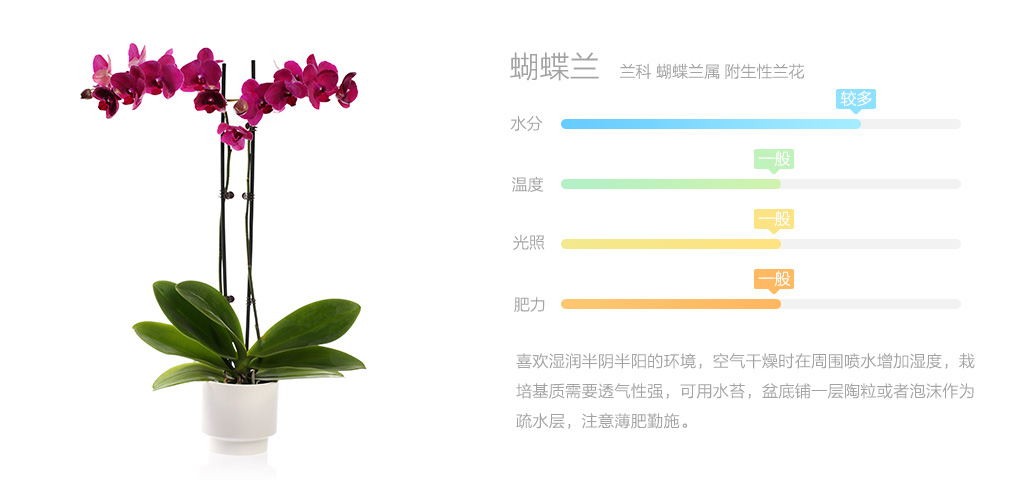 蝴蝶兰 兰科 蝴蝶兰属 附生性兰花
较多
水分
一般
温度
一般
光照
一般
肥力
喜欢湿润半阴半阳的环境，空气干燥时在周围喷水增加湿度，栽
培基质需要透气性强，可用水苔，盆底铺一层陶粒或者泡沫作为
疏水层，注意薄肥勤施。